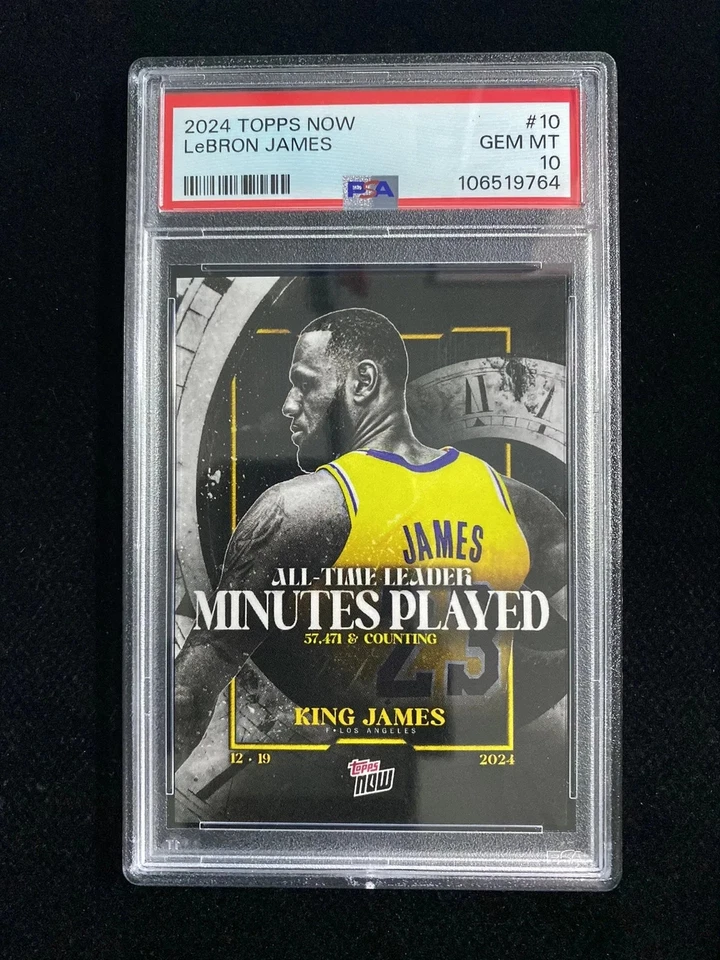 2024 TOPPS NOW #10
LeBRON JAMES GEM MT
10
PSA 106519764
JAMES
ALL-TIME LEADER
MINUTES PLAYED
57,471 & COUNTING
23
KING JAMES
F•LOS ANGELES
12 • 19 2024
topps
now